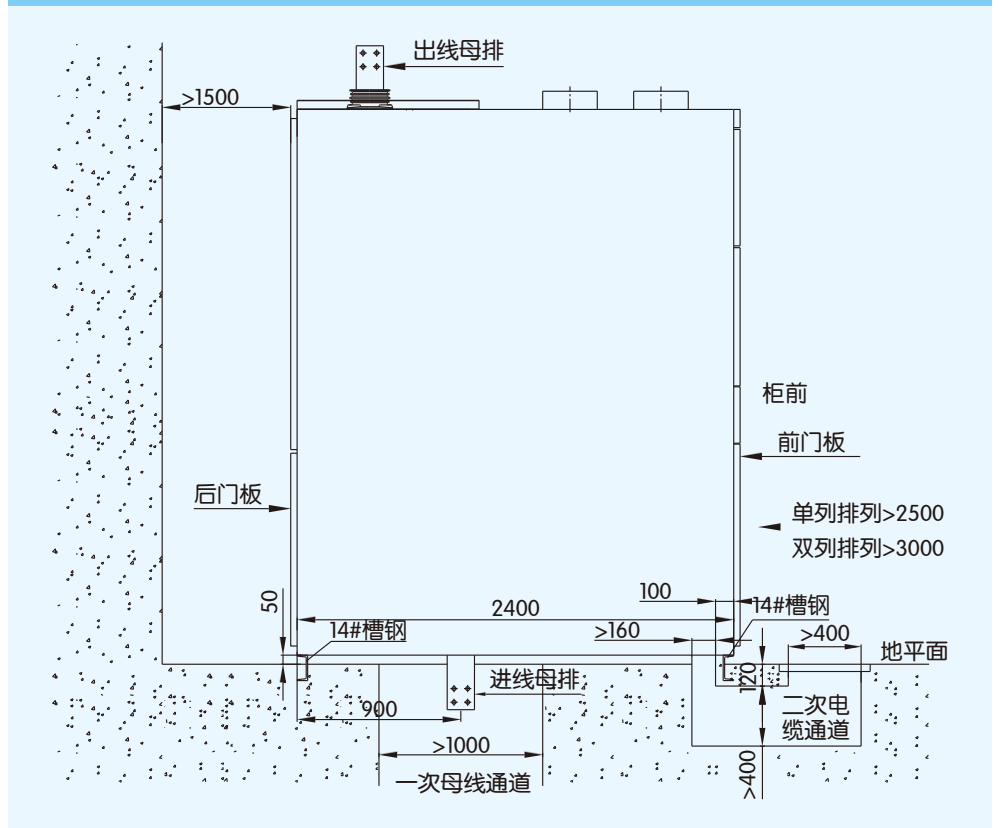 出线母排
>1500
柜前
前门板
后门板
单列排列>2500
双列排列>3000
50
100
2400
14#槽钢
14#槽钢
>160
>400
地平面
120
进线母排
900
二次电
缆通道
>1000
>400
一次母线通道